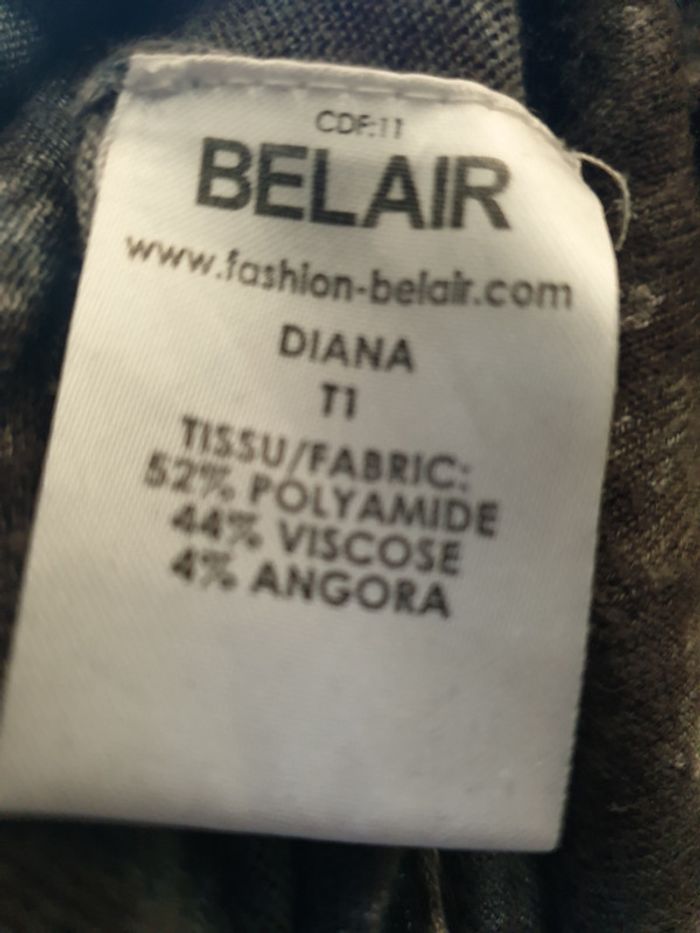 CDF:11
BELAIR
www.fashion-belair.com
DIANA
T1
TISSU/FABRIC:
52% POLYAMIDE
44% VISCOSE
4% ANGORA